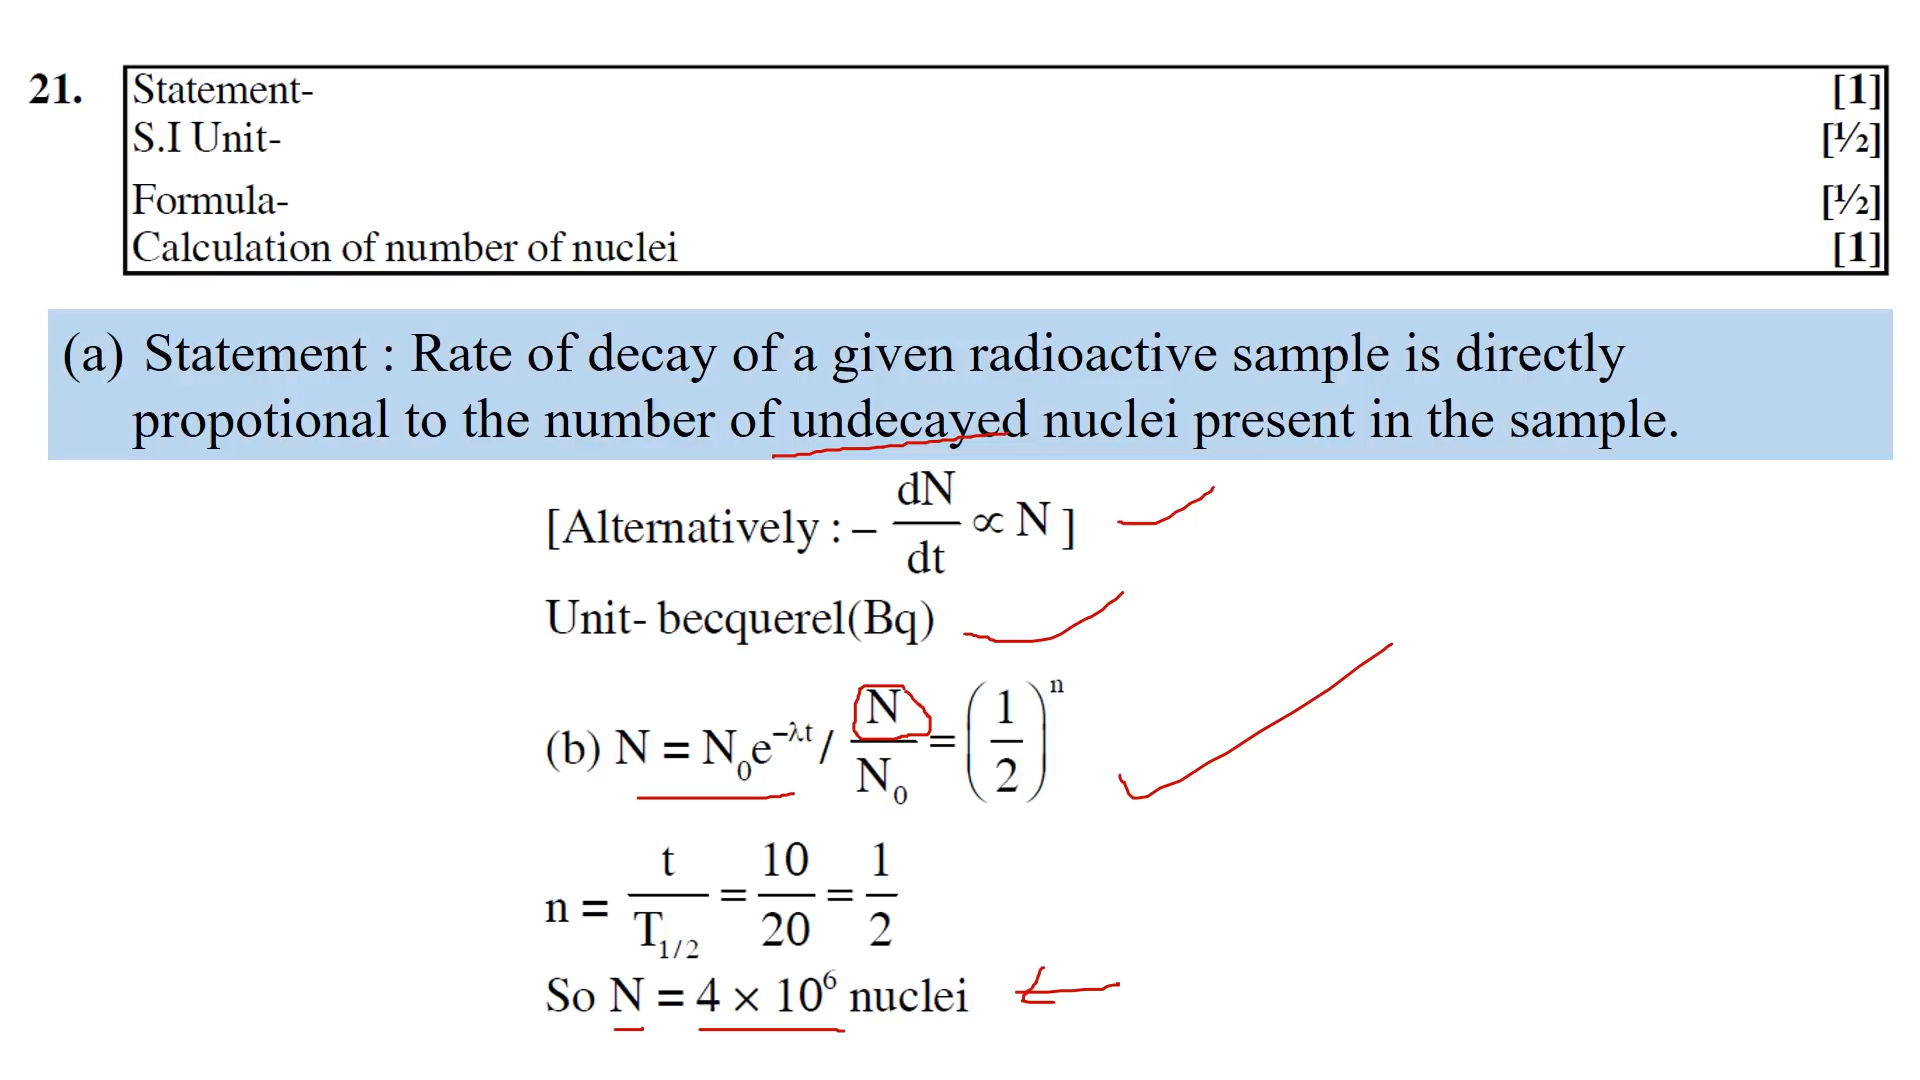 21.
Statement- [1]
S.I Unit- [½]
Formula- [½]
Calculation of number of nuclei [1]
(a) Statement : Rate of decay of a given radioactive sample is directly
propotional to the number of undecayed nuclei present in the sample.
[Alternatively : – dN/dt ∝ N ]
Unit- becquerel(Bq)
(b) N = N₀e^–λt / N/N₀ = (1/2)^n
n = t/T₁/₂ = 10/20 = 1/2
So N = 4 × 10⁶ nuclei